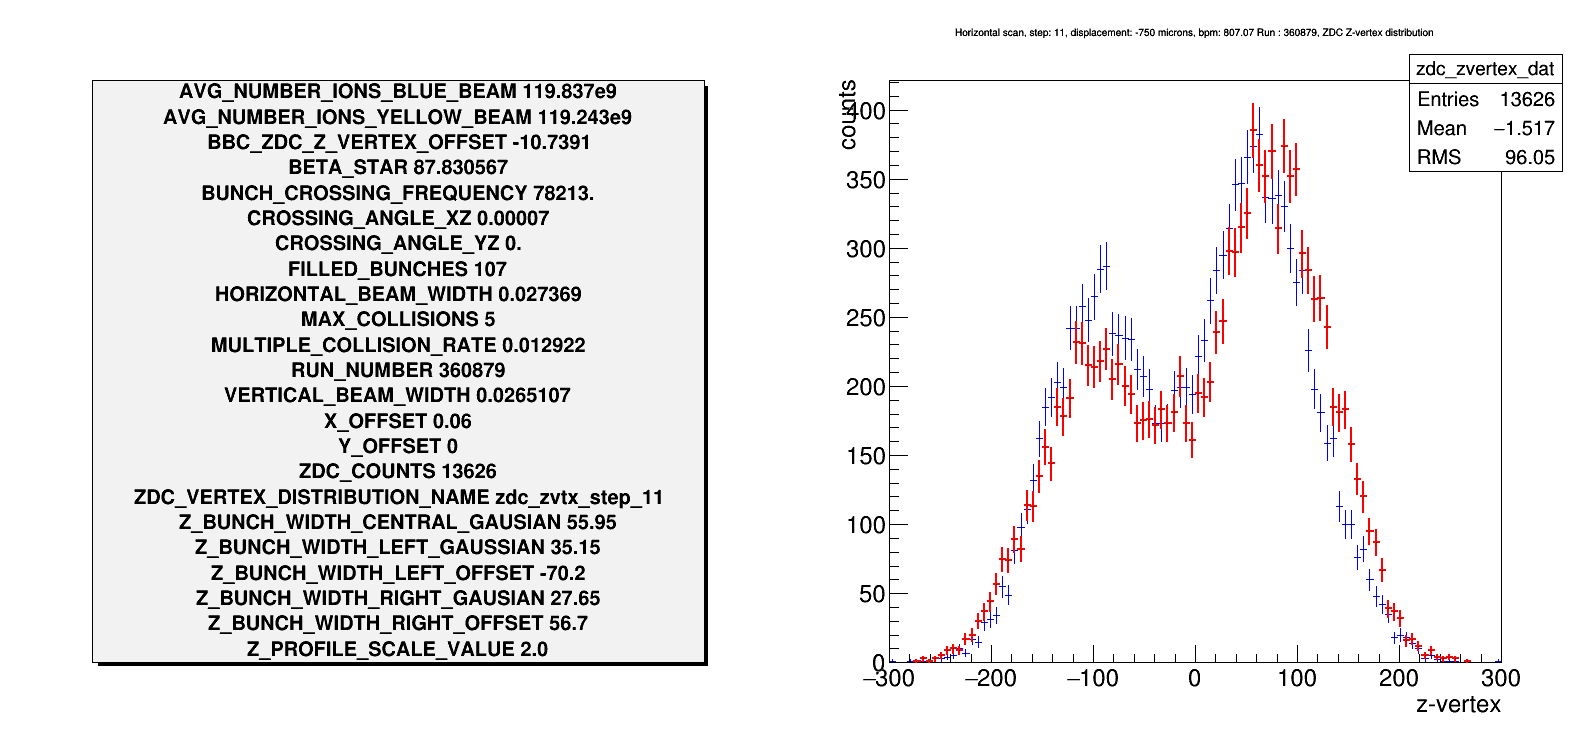 Horizontal scan, step: 11, displacement: -750 microns, bpm: 807.07 Run : 360879, ZDC Z-vertex distribution
AVG_NUMBER_IONS_BLUE_BEAM 119.837e9
AVG_NUMBER_IONS_YELLOW_BEAM 119.243e9
BBC_ZDC_Z_VERTEX_OFFSET -10.7391
BETA_STAR 87.830567
BUNCH_CROSSING_FREQUENCY 78213.
CROSSING_ANGLE_XZ 0.00007
CROSSING_ANGLE_YZ 0.
FILLED_BUNCHES 107
HORIZONTAL_BEAM_WIDTH 0.027369
MAX_COLLISIONS 5
MULTIPLE_COLLISION_RATE 0.012922
RUN_NUMBER 360879
VERTICAL_BEAM_WIDTH 0.0265107
X_OFFSET 0.06
Y_OFFSET 0
ZDC_COUNTS 13626
ZDC_VERTEX_DISTRIBUTION_NAME zdc_zvtx_step_11
Z_BUNCH_WIDTH_CENTRAL_GAUSIAN 55.95
Z_BUNCH_WIDTH_LEFT_GAUSSIAN 35.15
Z_BUNCH_WIDTH_LEFT_OFFSET -70.2
Z_BUNCH_WIDTH_RIGHT_GAUSIAN 27.65
Z_BUNCH_WIDTH_RIGHT_OFFSET 56.7
Z_PROFILE_SCALE_VALUE 2.0
zdc_zvertex_dat
Entries 13626
Mean −1.517
RMS 96.05
counts
400
350
300
250
200
150
100
50
0
−300 −200 −100 0 100 200 300
z-vertex